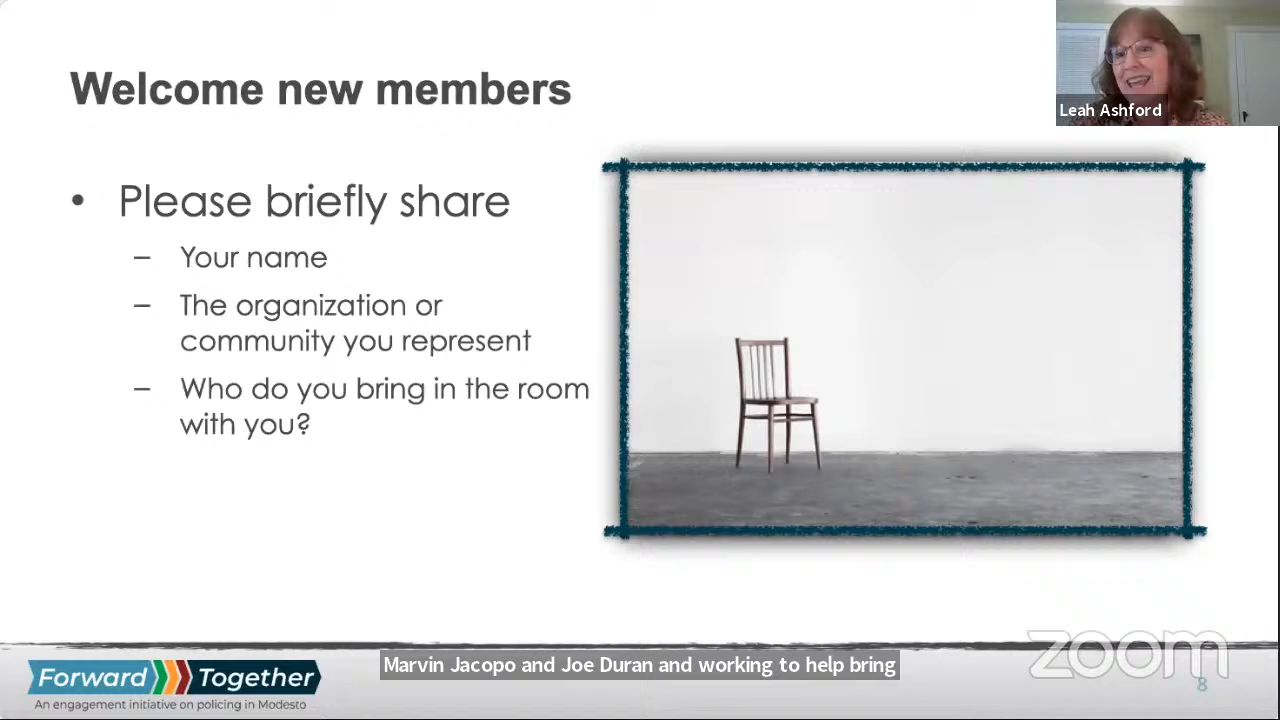 Welcome new members
Leah Ashford
• Please briefly share
– Your name
– The organization or
community you represent
– Who do you bring in the room
with you?
Forward Together
An engagement initiative on policing in Modesto
Marvin Jacopo and Joe Duran and working to help bring
zoom
8